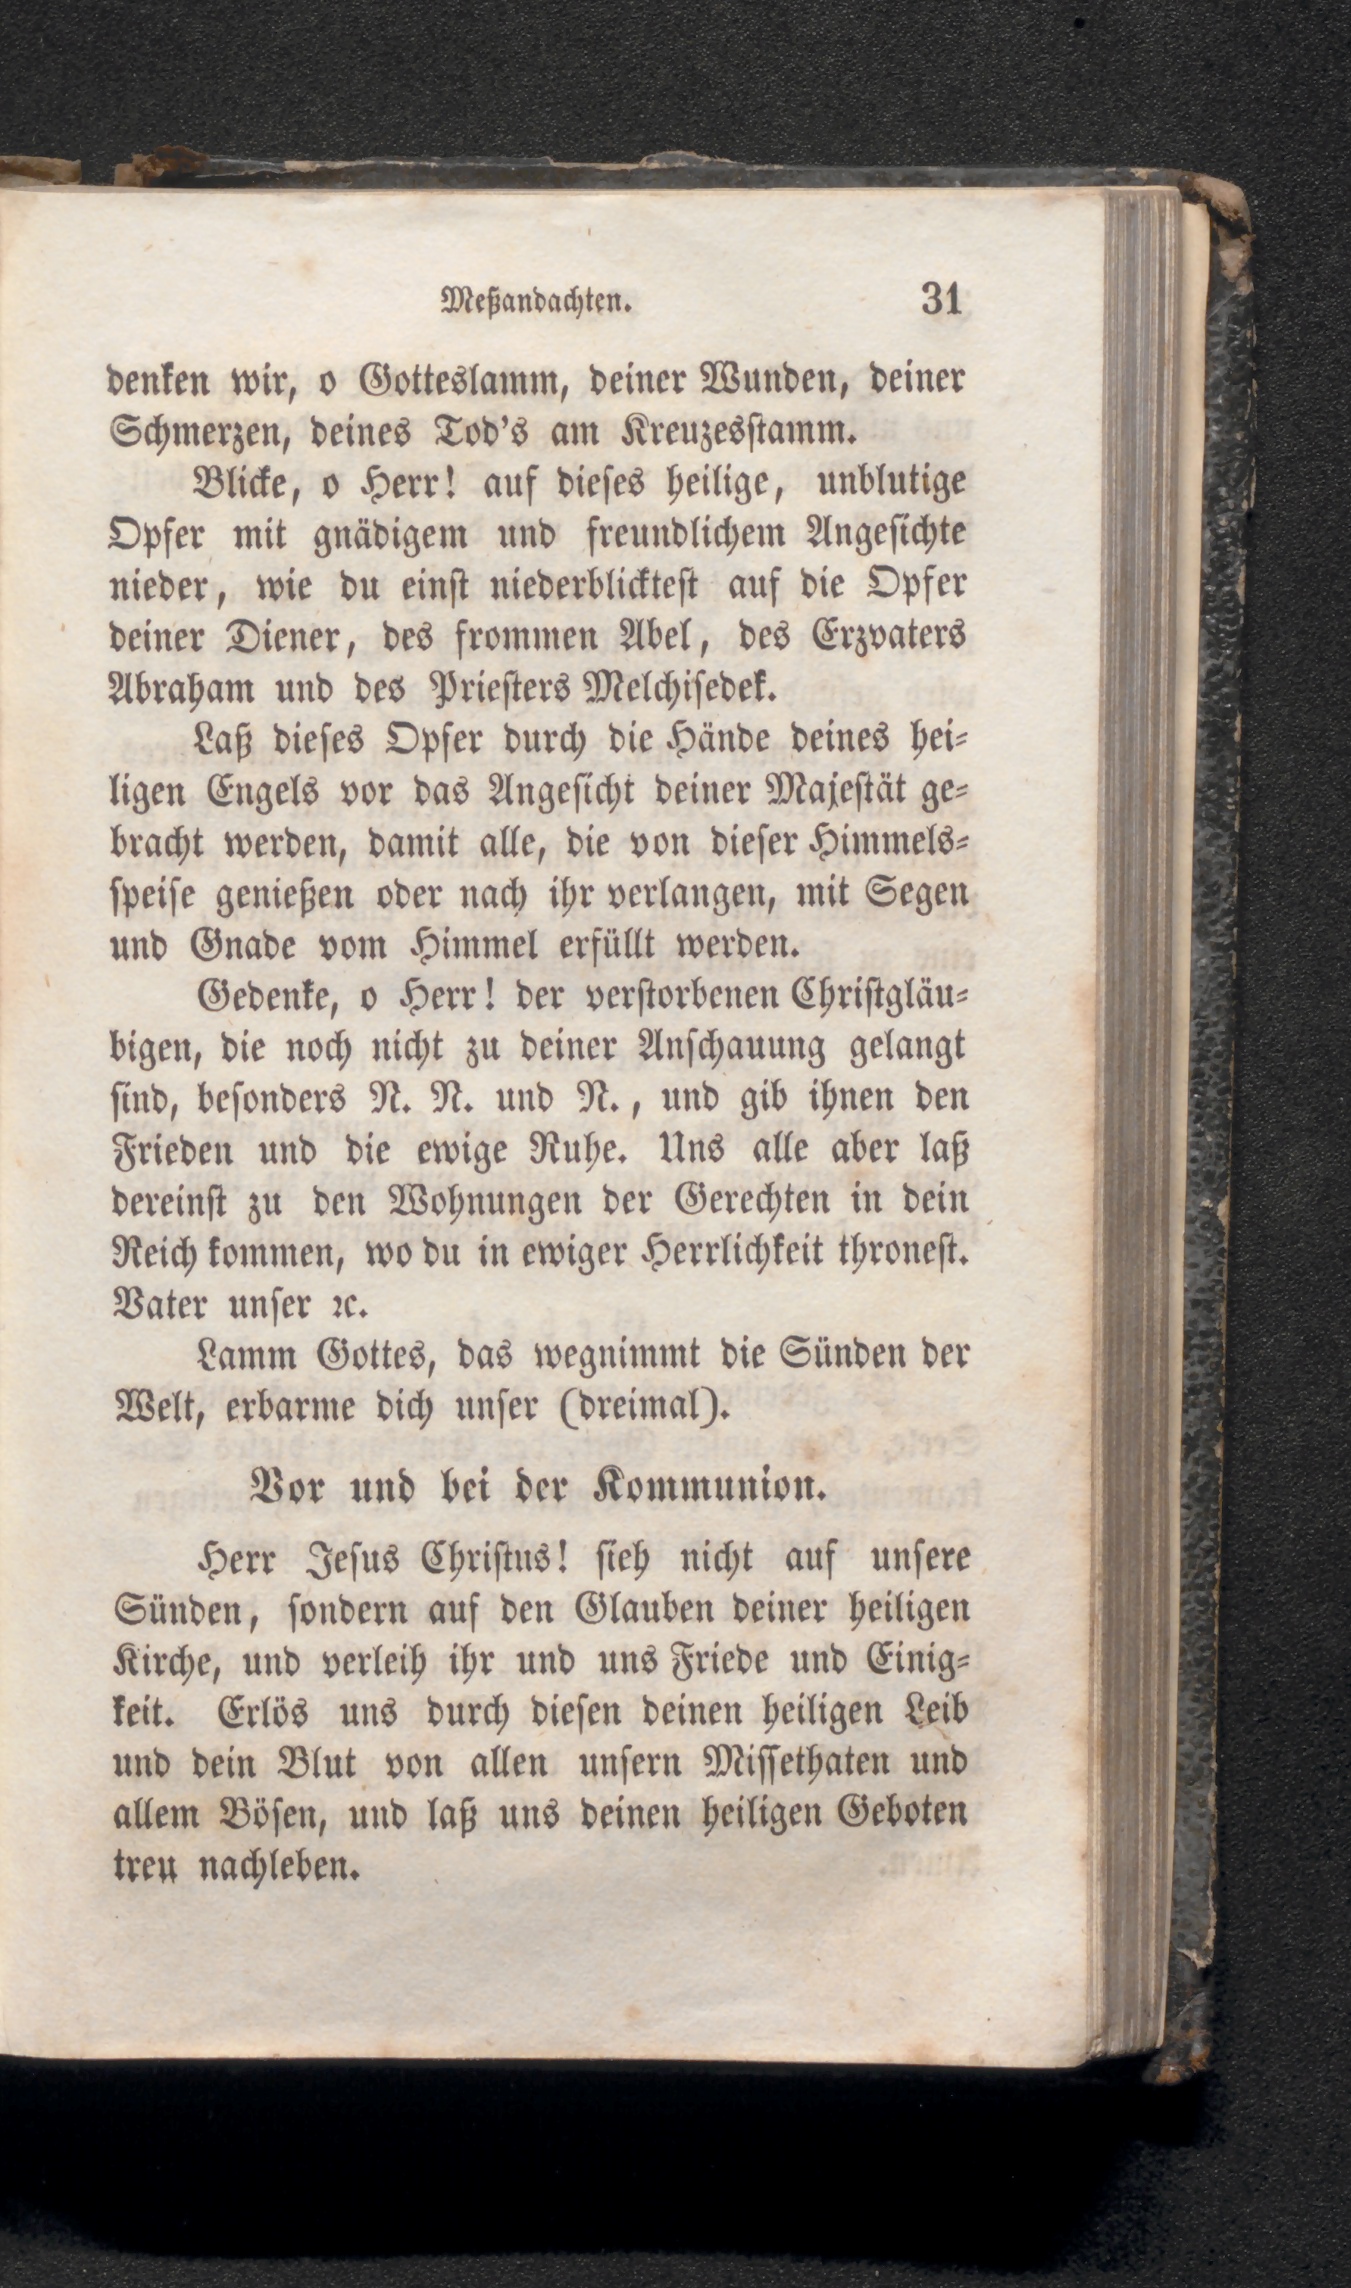 Meßandachten. 31
denken wir, o Gotteslamm, deiner Wunden, deiner
Schmerzen, deines Tod's am Kreuzesstamm.
Blicke, o Herr! auf dieses heilige, unblutige
Opfer mit gnädigem und freundlichem Angesichte
nieder, wie du einst niederblicktest auf die Opfer
deiner Diener, des frommen Abel, des Erzvaters
Abraham und des Priesters Melchisedek.
Laß dieses Opfer durch die Hände deines hei-
ligen Engels vor das Angesicht deiner Majestät ge-
bracht werden, damit alle, die von dieser Himmels-
speise genießen oder nach ihr verlangen, mit Segen
und Gnade vom Himmel erfüllt werden.
Gedenke, o Herr! der verstorbenen Christgläu-
bigen, die noch nicht zu deiner Anschauung gelangt
sind, besonders N. N. und N., und gib ihnen den
Frieden und die ewige Ruhe. Uns alle aber laß
dereinst zu den Wohnungen der Gerechten in dein
Reich kommen, wo du in ewiger Herrlichkeit thronest.
Vater unser ꝛc.
Lamm Gottes, das wegnimmt die Sünden der
Welt, erbarme dich unser (dreimal).
Vor und bei der Kommunion.
Herr Jesus Christus! sieh nicht auf unsere
Sünden, sondern auf den Glauben deiner heiligen
Kirche, und verleih ihr und uns Friede und Einig-
keit. Erlös uns durch diesen deinen heiligen Leib
und dein Blut von allen unsern Missethaten und
allem Bösen, und laß uns deinen heiligen Geboten
treu nachleben.